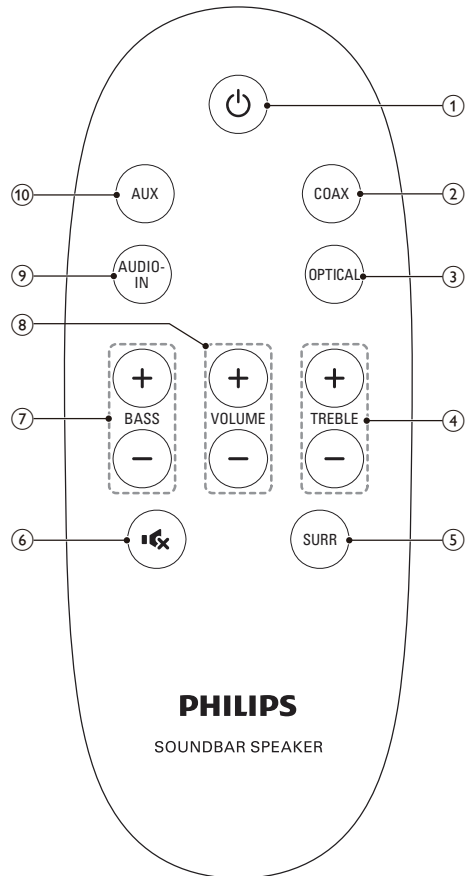 1
10
AUX
COAX
2
9
AUDIO-
IN
OPTICAL
3
8
+
+
+
7
BASS
VOLUME
TREBLE
4
−
−
−
6
SURR
5
PHILIPS
SOUNDBAR SPEAKER